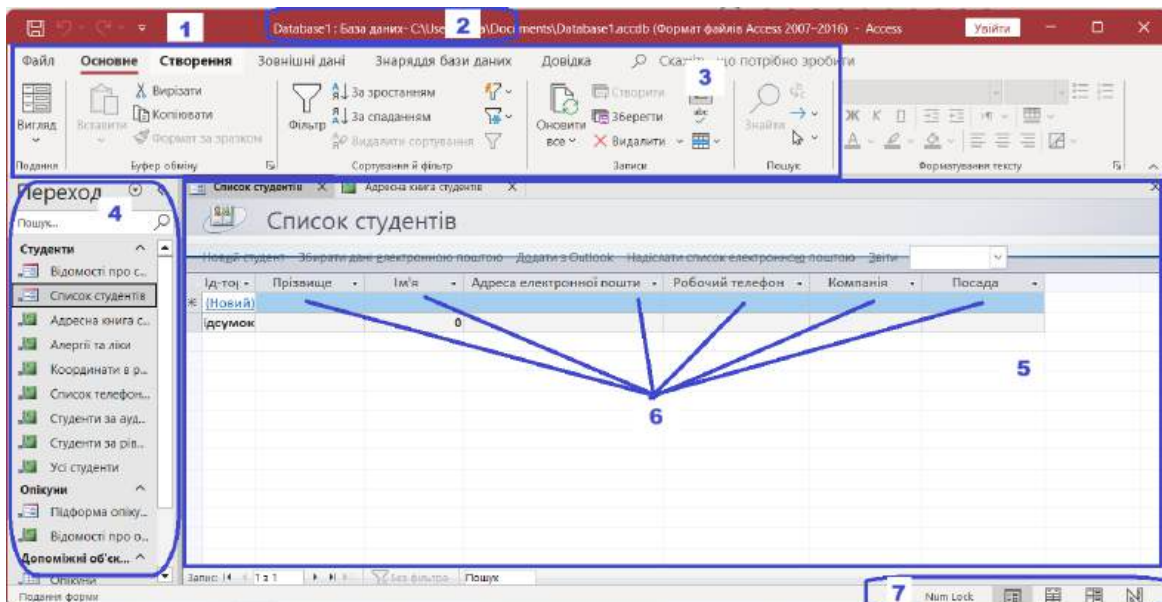 1
Database1 : База даних- C\Use 2 a\Documents\Database1.accdb (Формат файлів Access 2007–2016) - Access
Увійти
Файл Основне Створення Зовнішні дані Знаряддя бази даних Довідка що потрібно зробити
3
Вигляд
Вставити
Вирізати
Копіювати
Формат за зразком
Фільтр
За зростанням
За спаданням
Видалити сортування
Оновити все
Створити
Зберегти
Видалити
Знайти
Ж К П
Подання Буфер обміну Сортування й фільтр Записи Пошук Форматування тексту
Переход
4
Пошук...
Студенти
Відомості про с...
Список студентів
Адресна книга с...
Алергії та ліки
Координати в р...
Список телефон...
Студенти за ауд...
Студенти за рів...
Усі студенти
Опікуни
Підформа опіку...
Відомості про о...
Допоміжні об'єк...
Опікуни
Список студентів X Адресна книга студентів X
Список студентів
Новий студент Збирати дані електронною поштою Додати з Outlook Надіслати список електронною поштою Звіти
Ід-тор Прізвище Ім'я Адреса електронної пошти Робочий телефон Компанія Посада
(Новий)
ідсумок 0
5
6
Запис: 1 з 1 Без фільтра Пошук
7
Подання форми Num Lock